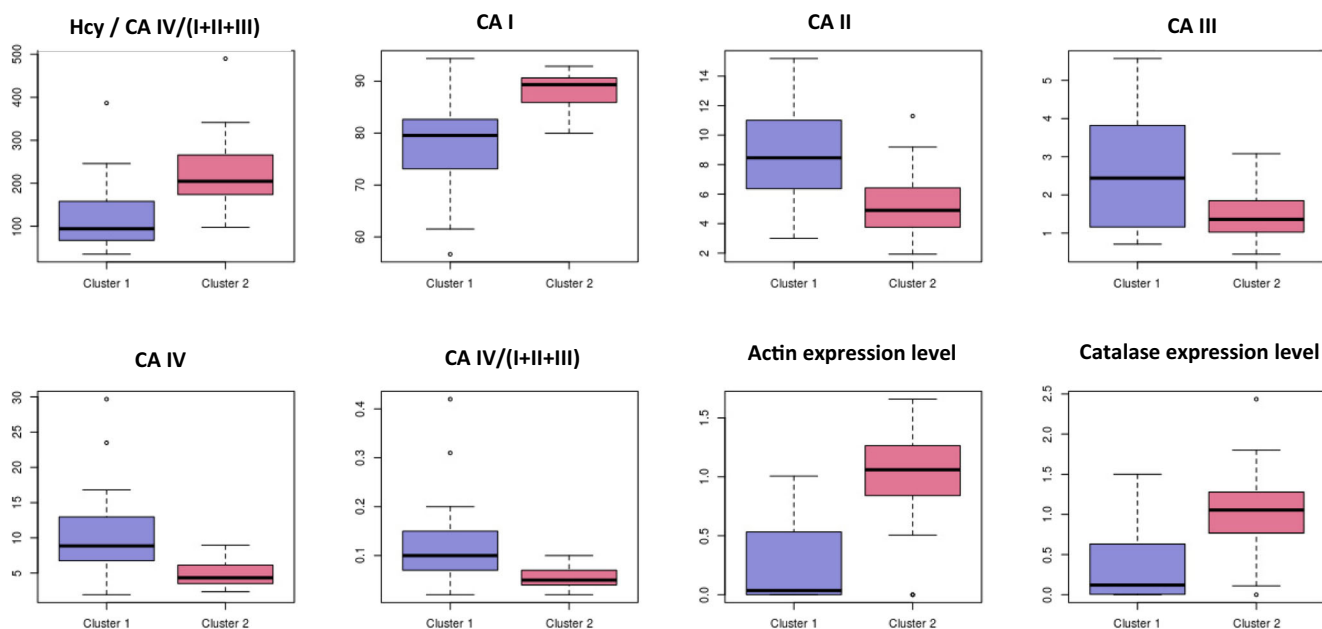 Hcy / CA IV/(I+II+III)
500
400
300
200
100
Cluster 1 Cluster 2
CA I
90
80
70
60
Cluster 1 Cluster 2
CA II
14
12
10
8
6
4
2
Cluster 1 Cluster 2
CA III
5
4
3
2
1
Cluster 1 Cluster 2
CA IV
30
25
20
15
10
5
Cluster 1 Cluster 2
CA IV/(I+II+III)
0.4
0.3
0.2
0.1
Cluster 1 Cluster 2
Actin expression level
1.5
1.0
0.5
0.0
Cluster 1 Cluster 2
Catalase expression level
2.5
2.0
1.5
1.0
0.5
0.0
Cluster 1 Cluster 2